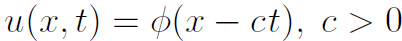 u(x, t) = ϕ(x − ct), c > 0